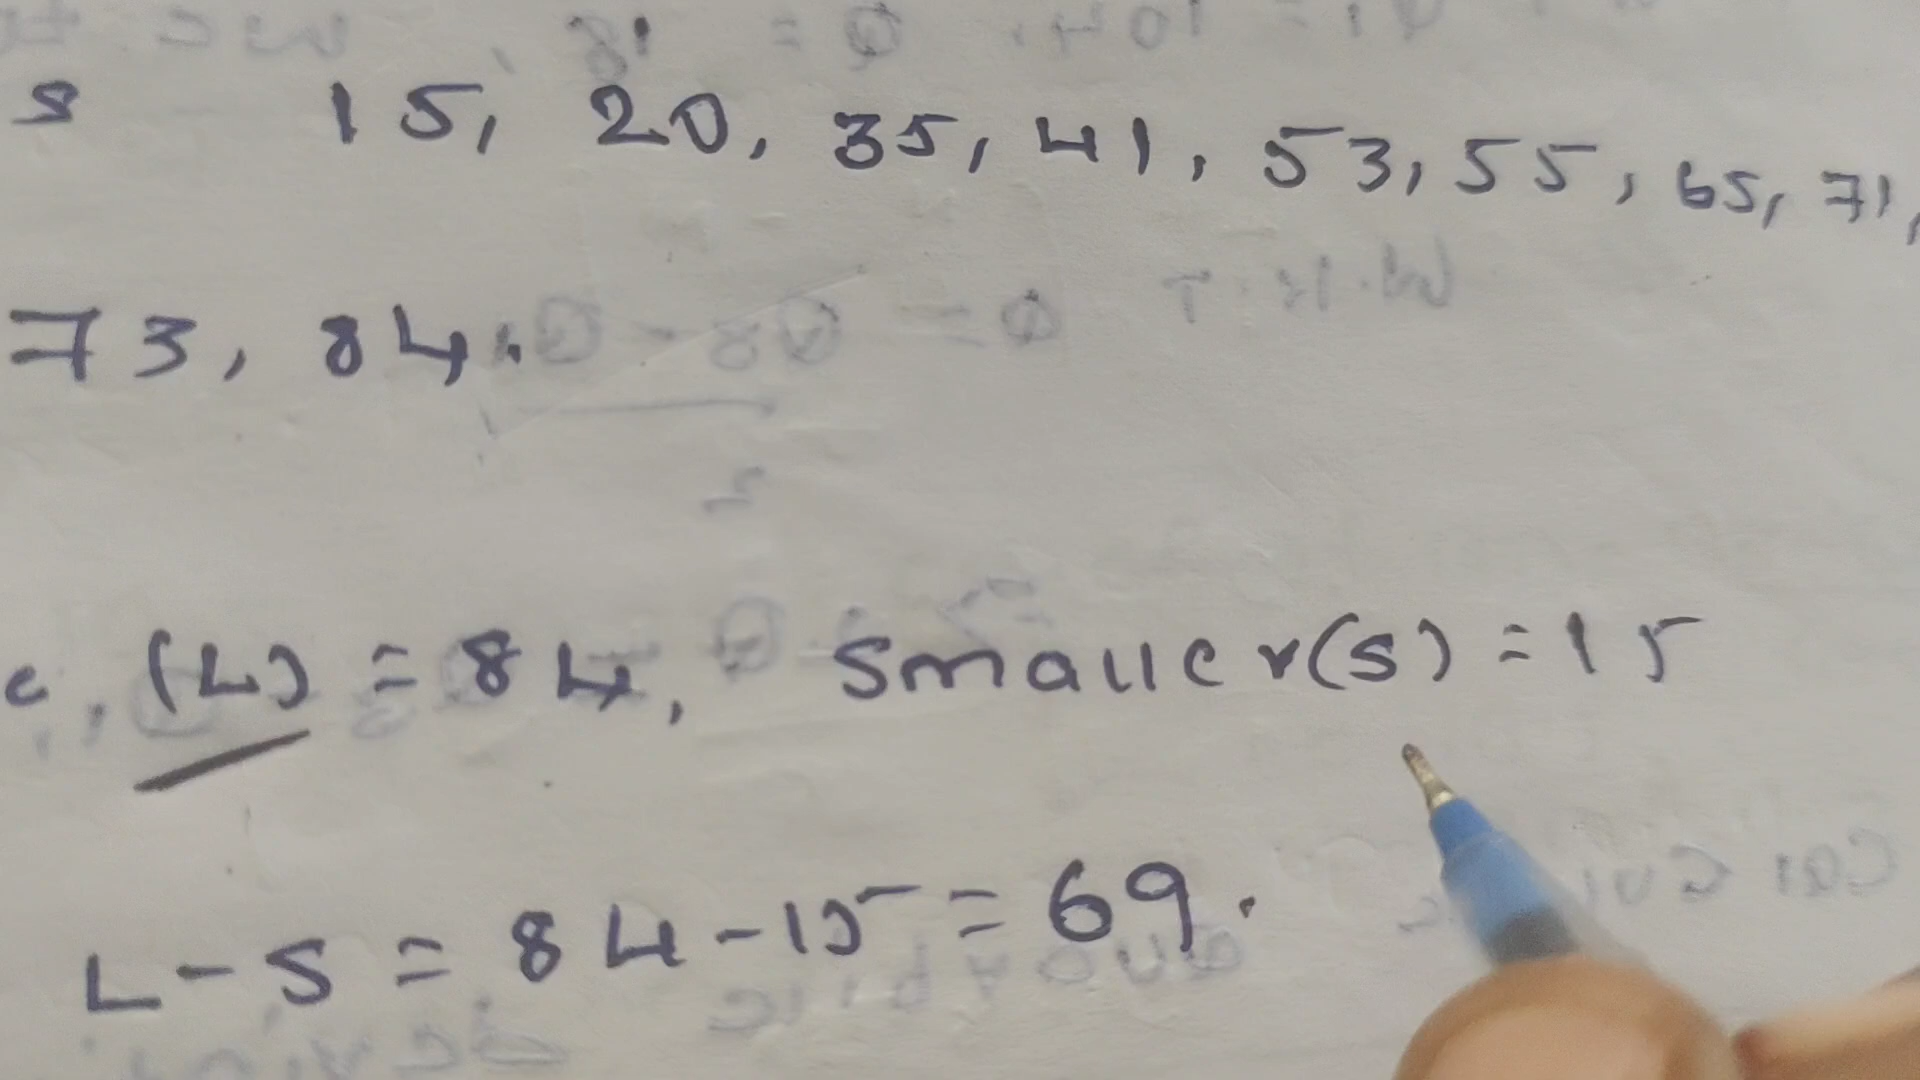 s 15, 20, 35, 41, 53, 55, 65, 71,
73, 84.
e, (L) = 84, Smaller(s) = 15
L - S = 84 - 15 = 69.